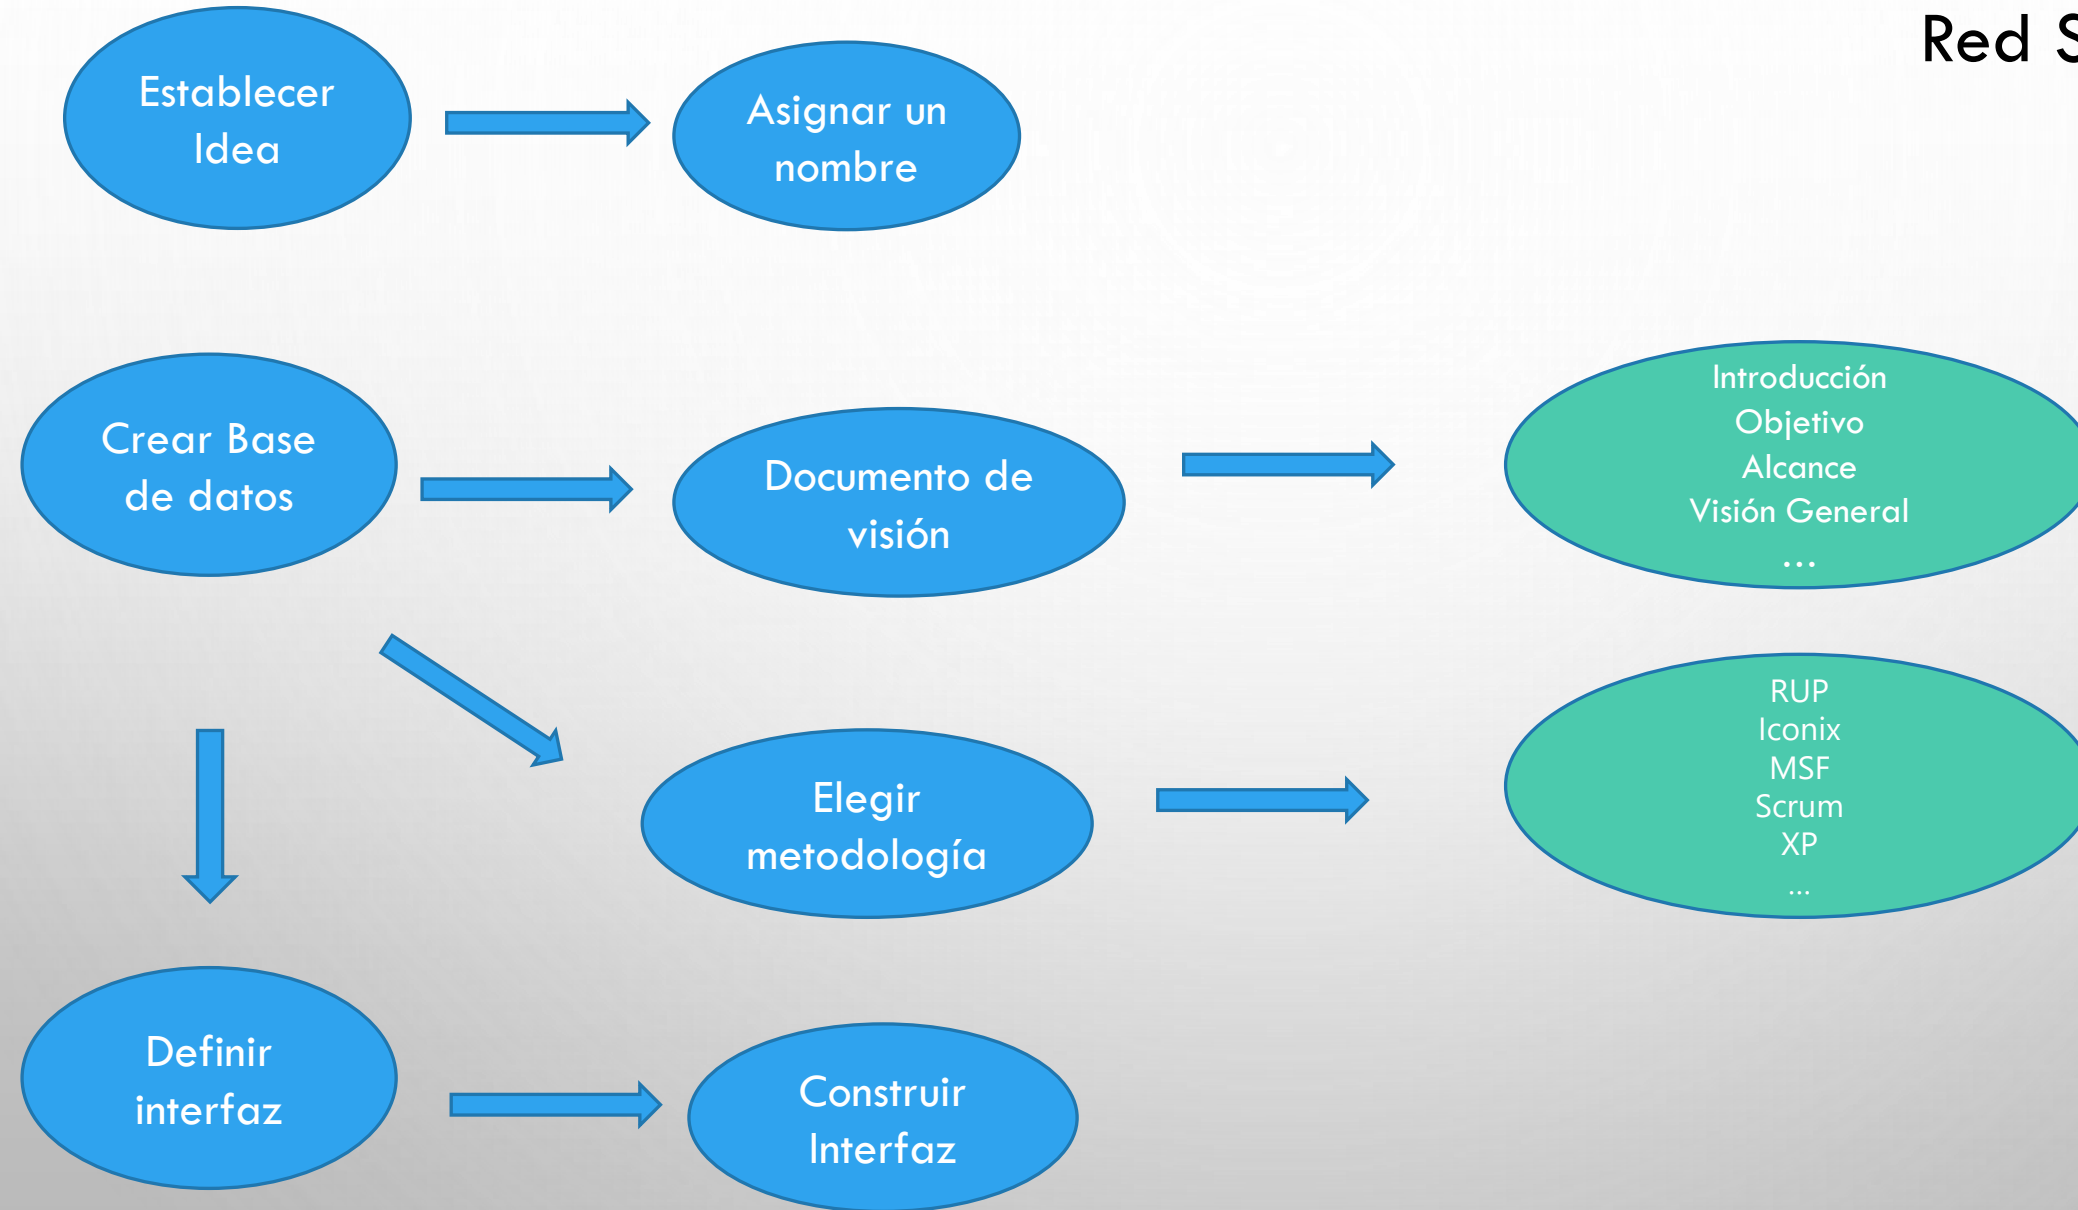 Red S
Establecer
Idea
Asignar un
nombre
Crear Base
de datos
Documento de
visión
Introducción
Objetivo
Alcance
Visión General
...
Elegir
metodología
RUP
Iconix
MSF
Scrum
XP
...
Definir
interfaz
Construir
Interfaz